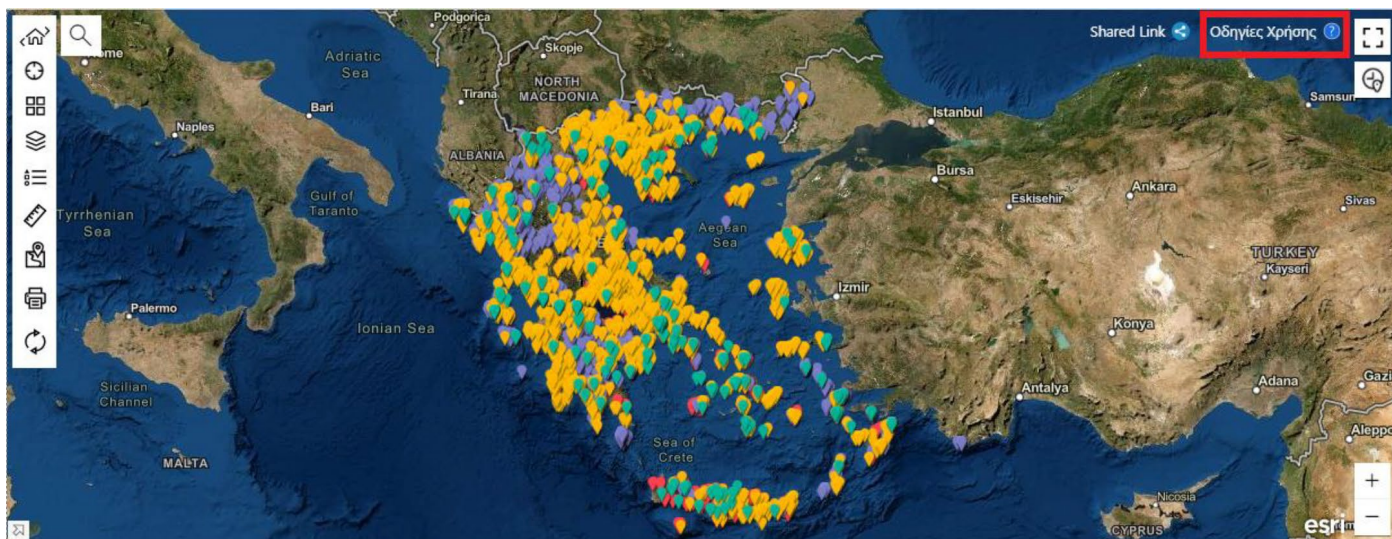 Podgorica
Shared Link
Οδηγίες Χρήσης
Skopje
Adriatic
Sea
NORTH
MACEDONIA
Tirana
Bari
Istanbul
Samsun
Naples
ALBANIA
Bursa
Ankara
Eskisehir
Sivas
Gulf of
Taranto
Tyrrhenian
Sea
Aegean
Sea
TURKEY
Kayseri
Izmir
Palermo
Ionian Sea
Konya
Sicilian
Channel
Antalya
Adana
Gazi
Aleppo
Sea of
Crete
MALTA
Nicosia
CYPRUS
esri